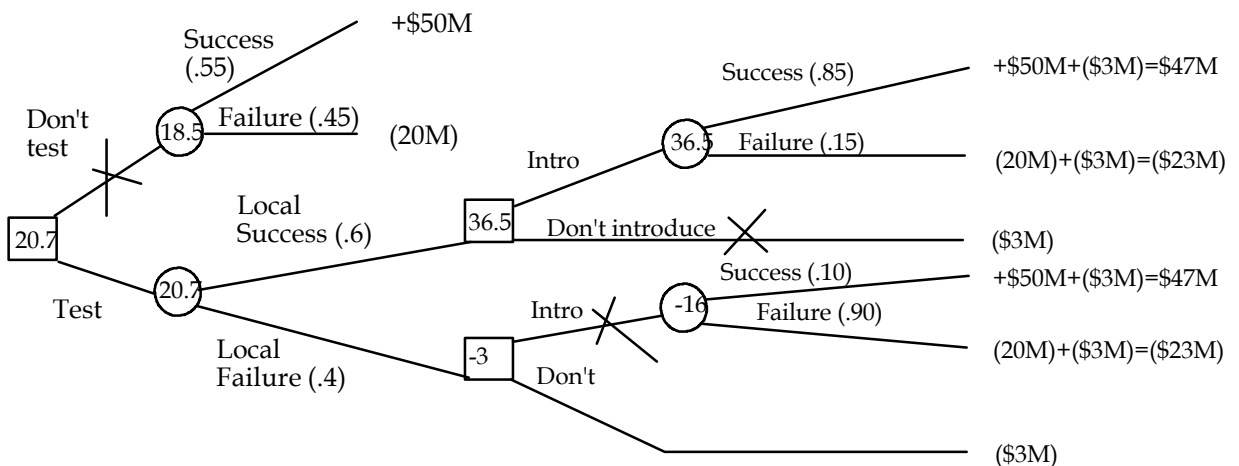 +$50M
Success
(.55)
Success (.85)
+$50M+($3M)=$47M
Don't
test
18.5
Failure (.45)
(20M)
36.5
Failure (.15)
(20M)+($3M)=($23M)
Intro
Local
Success (.6)
36.5
Don't introduce
($3M)
20.7
Test
20.7
Success (.10)
+$50M+($3M)=$47M
Intro
-16
Failure (.90)
(20M)+($3M)=($23M)
Local
Failure (.4)
-3
Don't
($3M)